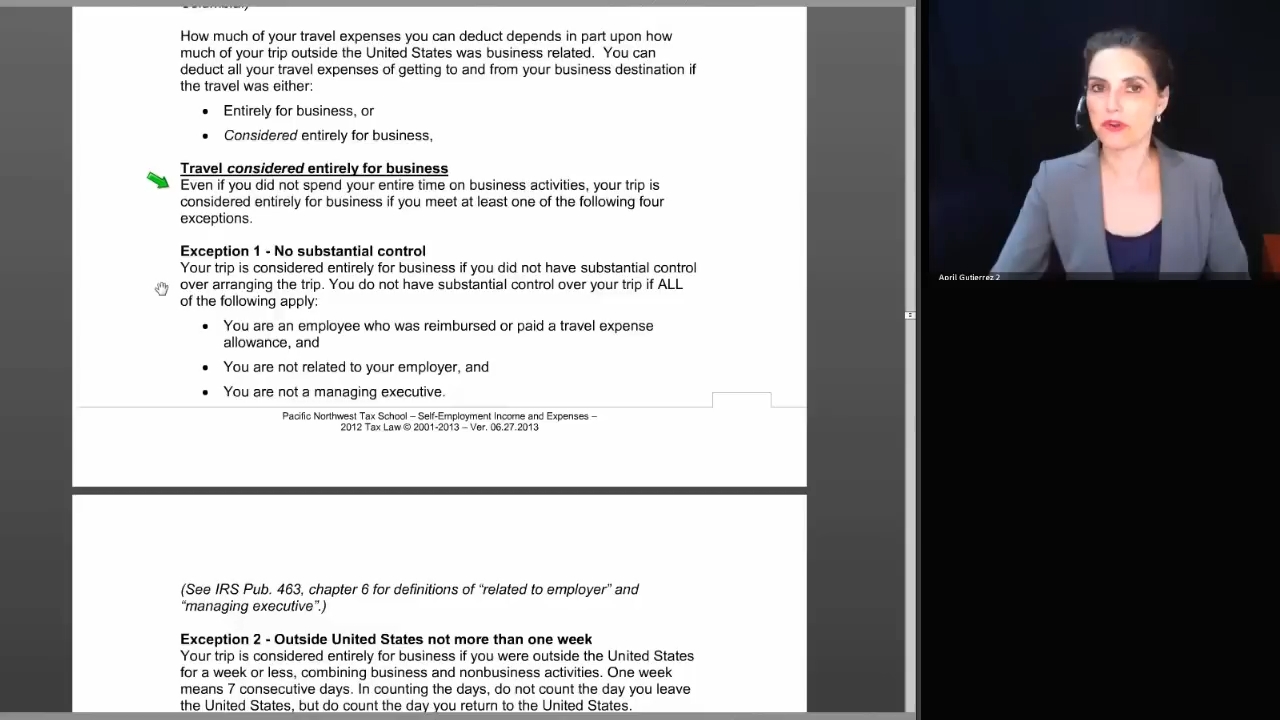 How much of your travel expenses you can deduct depends in part upon how
much of your trip outside the United States was business related.  You can
deduct all your travel expenses of getting to and from your business destination if
the travel was either:
• Entirely for business, or
• Considered entirely for business,
Travel considered entirely for business
Even if you did not spend your entire time on business activities, your trip is
considered entirely for business if you meet at least one of the following four
exceptions.
Exception 1 - No substantial control
Your trip is considered entirely for business if you did not have substantial control
over arranging the trip. You do not have substantial control over your trip if ALL
of the following apply:
• You are an employee who was reimbursed or paid a travel expense
allowance, and
• You are not related to your employer, and
• You are not a managing executive.
Pacific Northwest Tax School – Self-Employment Income and Expenses –
2012 Tax Law © 2001-2013 – Ver. 06.27.2013
(See IRS Pub. 463, chapter 6 for definitions of “related to employer” and
“managing executive”.)
Exception 2 - Outside United States not more than one week
Your trip is considered entirely for business if you were outside the United States
for a week or less, combining business and nonbusiness activities. One week
means 7 consecutive days. In counting the days, do not count the day you leave
the United States, but do count the day you return to the United States.
April Gutierrez 2